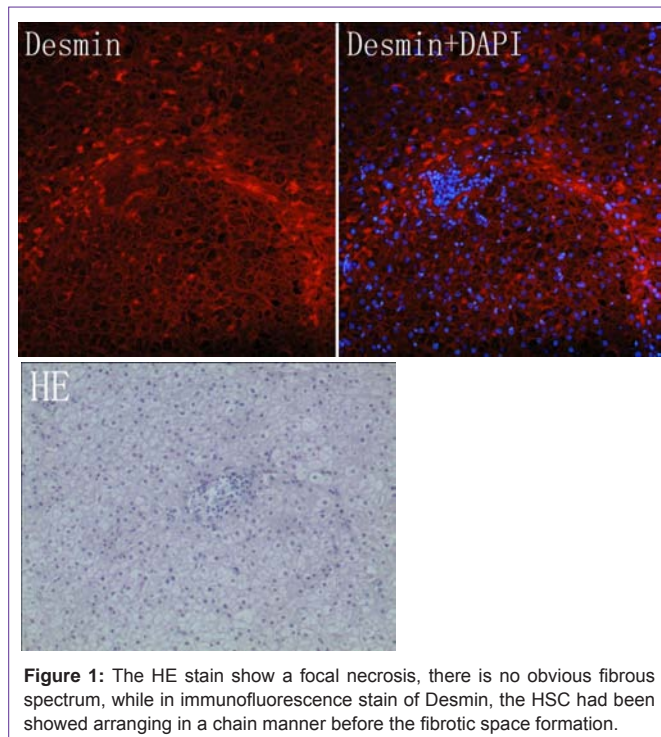 Desmin
Desmin+DAPI
HE
Figure 1: The HE stain show a focal necrosis, there is no obvious fibrous
spectrum, while in immunofluorescence stain of Desmin, the HSC had been
showed arranging in a chain manner before the fibrotic space formation.